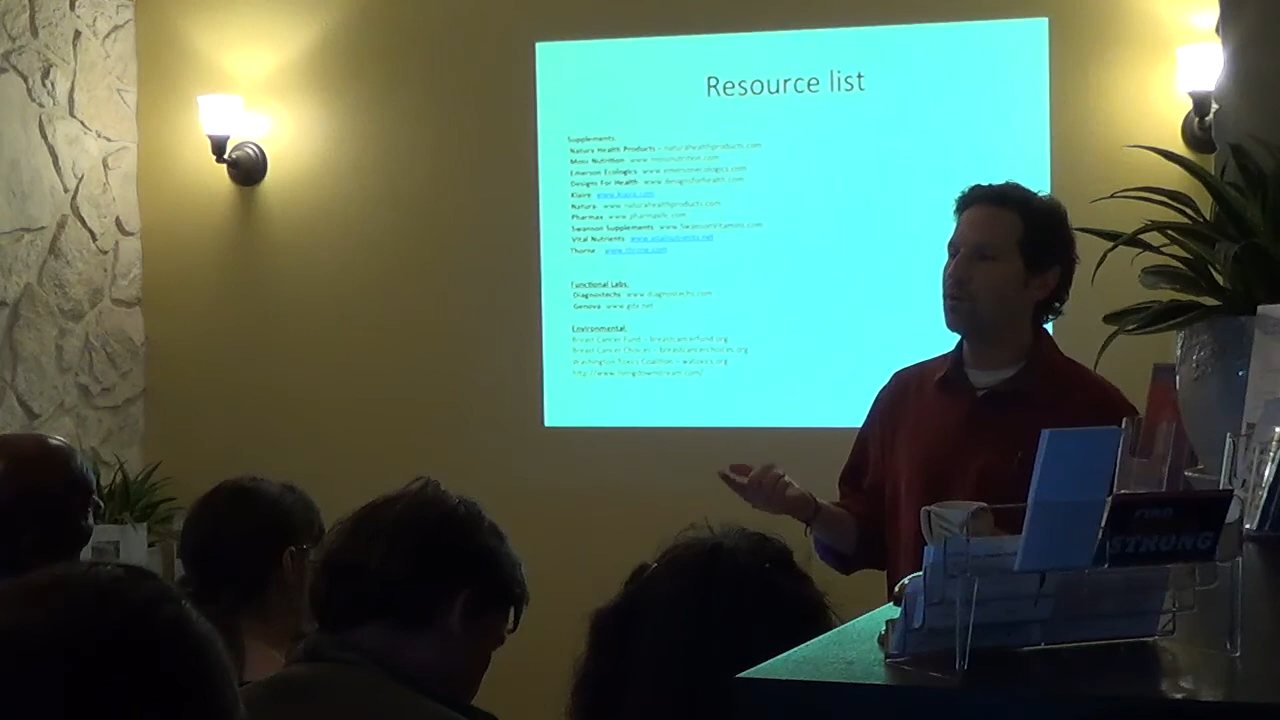 Resource list
Supplements:
Natura Health Products – naturahealthproducts.com
Moss Nutrition www.mossnutrition.com
Emerson Ecologics www.emersonecologics.com
Designs For Health www.designsforhealth.com
Klaire www.klaire.com
Natura www.naturahealthproducts.com
Pharmax www.pharmaxllc.com
Swanson Supplements www.SwansonVitamins.com
Vital Nutrients www.vitalnutrients.net
Thorne www.thorne.com
Functional Labs:
Diagnostechs www.diagnostechs.com
Genova www.gdx.net
Environmental:
Breast Cancer Fund – breastcancerfund.org
Breast Cancer Choices – breastcancerchoices.org
Washington Toxics Coalition – watoxics.org
http://www.livingdownstream.com/
FIND
STRONG